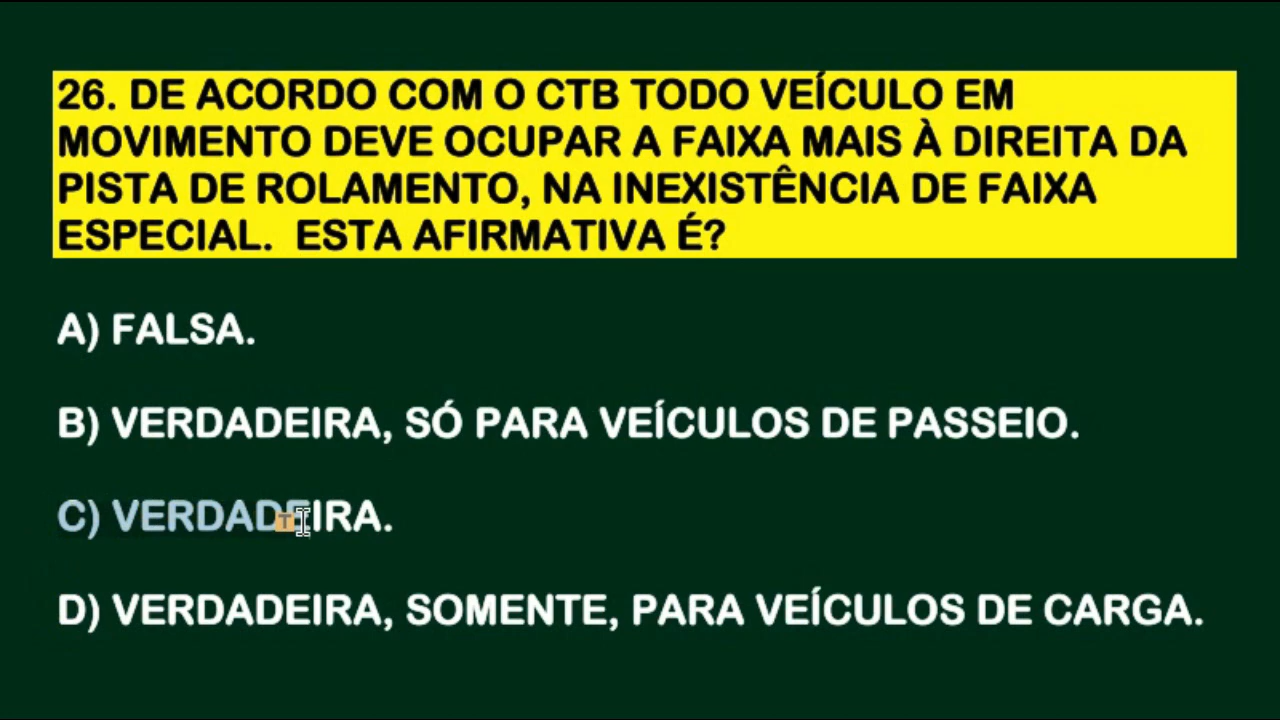 26. DE ACORDO COM O CTB TODO VEÍCULO EM
MOVIMENTO DEVE OCUPAR A FAIXA MAIS À DIREITA DA
PISTA DE ROLAMENTO, NA INEXISTÊNCIA DE FAIXA
ESPECIAL. ESTA AFIRMATIVA É?
A) FALSA.
B) VERDADEIRA, SÓ PARA VEÍCULOS DE PASSEIO.
C) VERDADEIRA.
D) VERDADEIRA, SOMENTE, PARA VEÍCULOS DE CARGA.